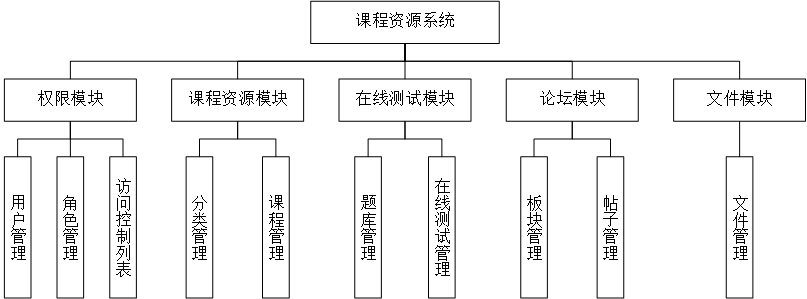 课程资源系统
权限模块
课程资源模块
在线测试模块
论坛模块
文件模块
用户管理
角色管理
访问控制列表
分类管理
课程管理
题库管理
在线测试管理
板块管理
帖子管理
文件管理